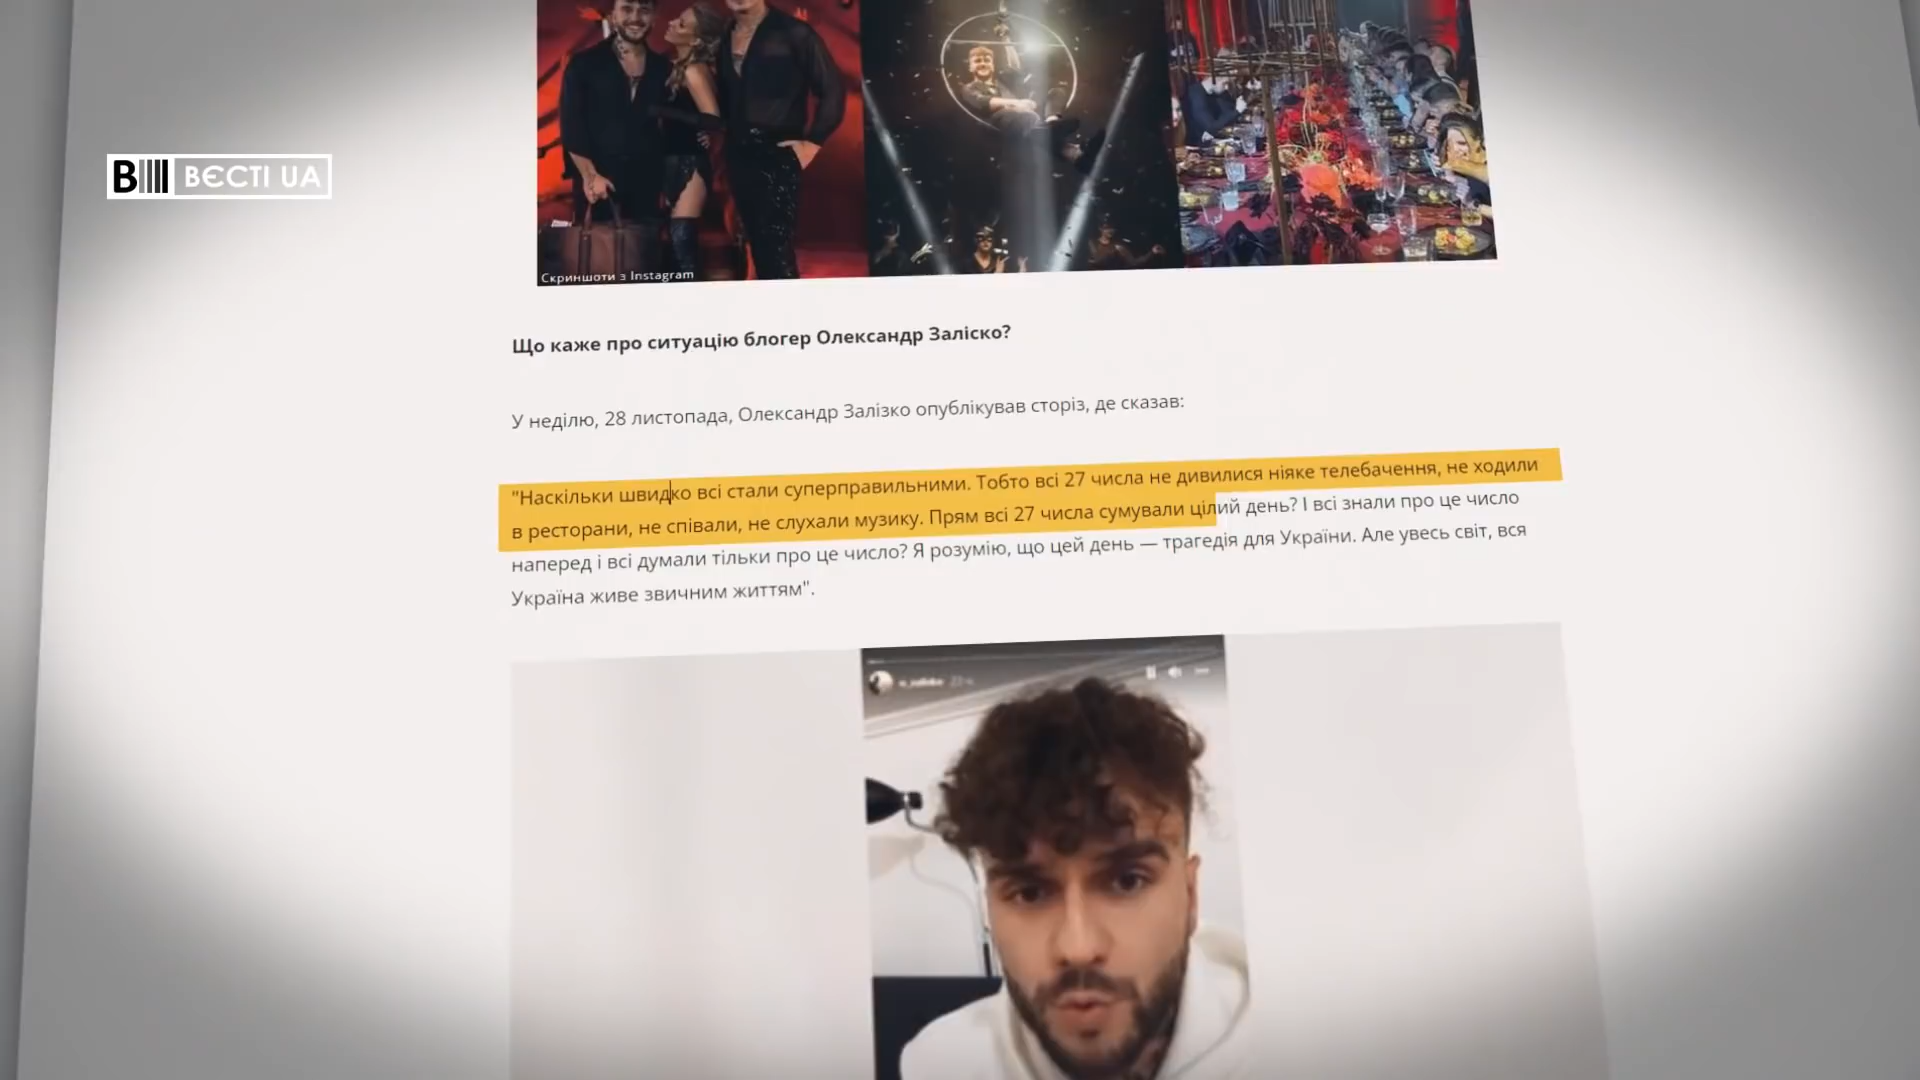 В ВЄСТІ UA
Скриншоти з Instagram
Що каже про ситуацію блогер Олександр Заліско?
У неділю, 28 листопада, Олександр Залізко опублікував сторіз, де сказав:
"Наскільки швидко всі стали суперправильними. Тобто всі 27 числа не дивилися ніяке телебачення, не ходили
в ресторани, не співали, не слухали музику. Прям всі 27 числа сумували цілий день? І всі знали про це число
наперед і всі думали тільки про це число? Я розумію, що цей день — трагедія для України. Але увесь світ, вся
Україна живе звичним життям".